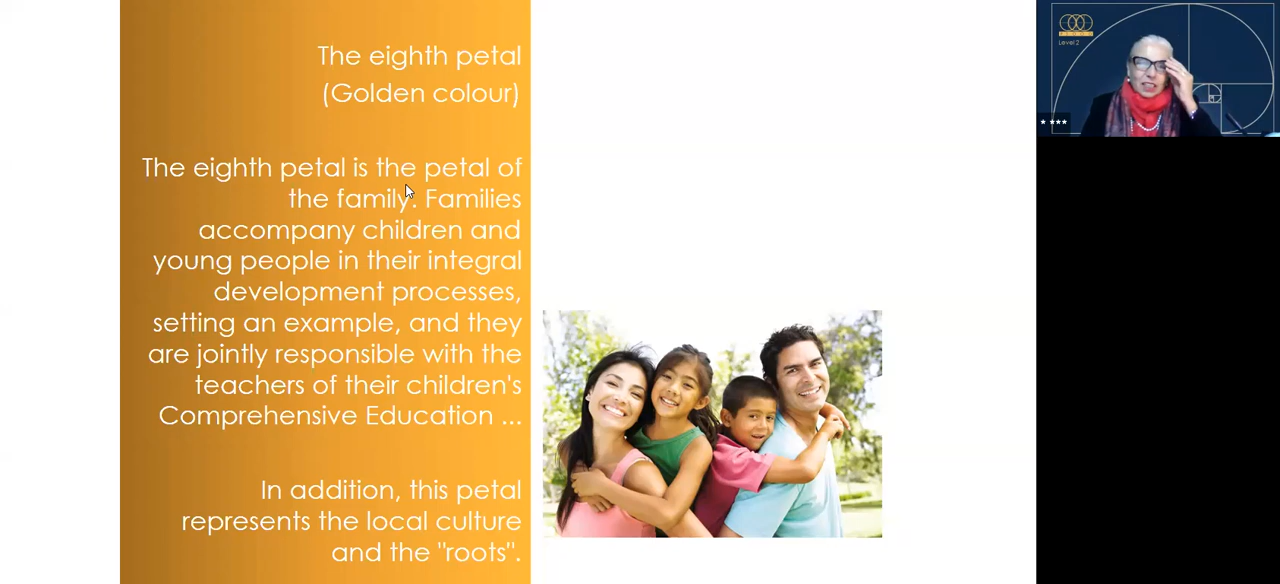 The eighth petal
(Golden colour)
The eighth petal is the petal of
the family. Families
accompany children and
young people in their integral
development processes,
setting an example, and they
are jointly responsible with the
teachers of their children's
Comprehensive Education ...
In addition, this petal
represents the local culture
and the "roots".
Level 2
* ***